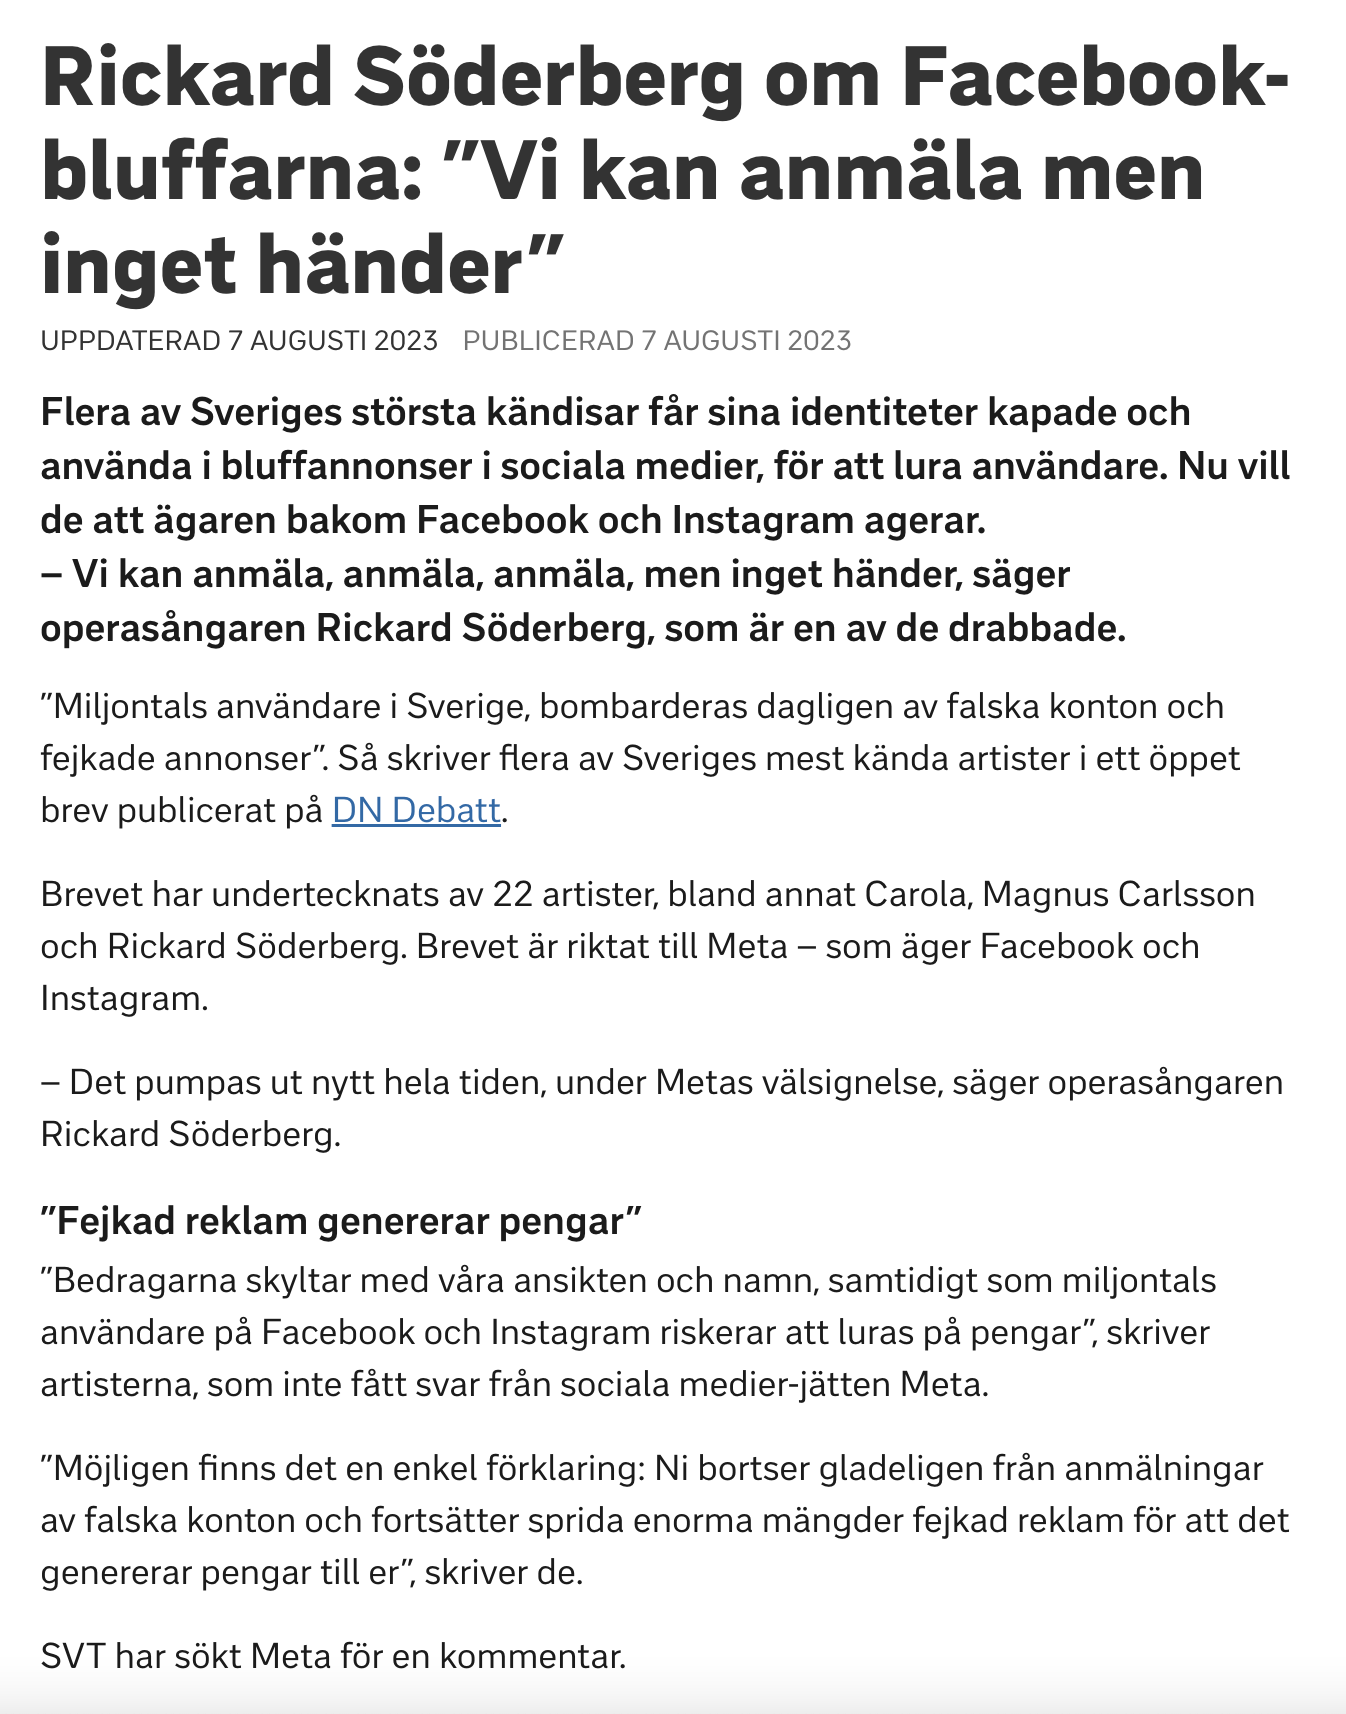 Rickard Söderberg om Facebook-
bluffarna: ”Vi kan anmäla men
inget händer”
UPPDATERAD 7 AUGUSTI 2023 PUBLICERAD 7 AUGUSTI 2023
Flera av Sveriges största kändisar får sina identiteter kapade och
använda i bluffannonser i sociala medier, för att lura användare. Nu vill
de att ägaren bakom Facebook och Instagram agerar.
– Vi kan anmäla, anmäla, anmäla, men inget händer, säger
operasångaren Rickard Söderberg, som är en av de drabbade.
”Miljontals användare i Sverige, bombarderas dagligen av falska konton och
fejkade annonser”. Så skriver flera av Sveriges mest kända artister i ett öppet
brev publicerat på DN Debatt.
Brevet har undertecknats av 22 artister, bland annat Carola, Magnus Carlsson
och Rickard Söderberg. Brevet är riktat till Meta – som äger Facebook och
Instagram.
– Det pumpas ut nytt hela tiden, under Metas välsignelse, säger operasångaren
Rickard Söderberg.
”Fejkad reklam genererar pengar”
”Bedragarna skyltar med våra ansikten och namn, samtidigt som miljontals
användare på Facebook och Instagram riskerar att luras på pengar”, skriver
artisterna, som inte fått svar från sociala medier-jätten Meta.
”Möjligen finns det en enkel förklaring: Ni bortser gladeligen från anmälningar
av falska konton och fortsätter sprida enorma mängder fejkad reklam för att det
genererar pengar till er”, skriver de.
SVT har sökt Meta för en kommentar.